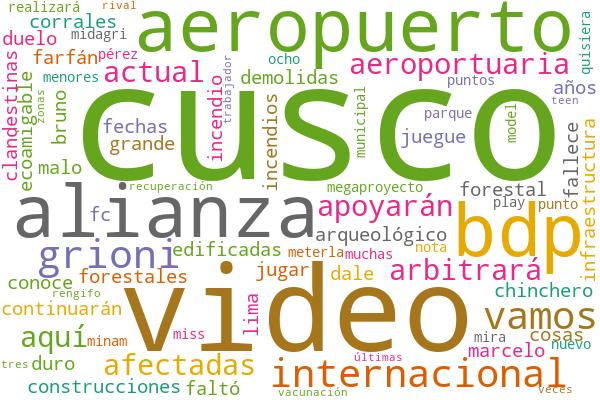 realizará rival
corrales aeropuerto
duelo midagri
quisiera
farfán pérez
ocho
aeroportuaria
actual
demolidas
clandestinas
zonas
ecoamigable
menores
bruno
incendio
trabajador
puntos
años
teen
cusco
fechas
grande
incendios
municipal
parque
juegue
model
malo
fallece
infraestructura
recuperación
megaproyecto
forestal
play
punto
alianza
fc
apoyarán
bdp
arqueológico
grioni
edificadas
nota
conoce
forestales
jugar
meterla
muchas
dale
arbitrará
chinchero
rengifo
video
continuarán
lima
vamos
aquí
minam
miss
mira
cosas
nuevo
marcelo
tres
duro
afectadas
últimas
internacional
construcciones
faltó
vacunación
veces